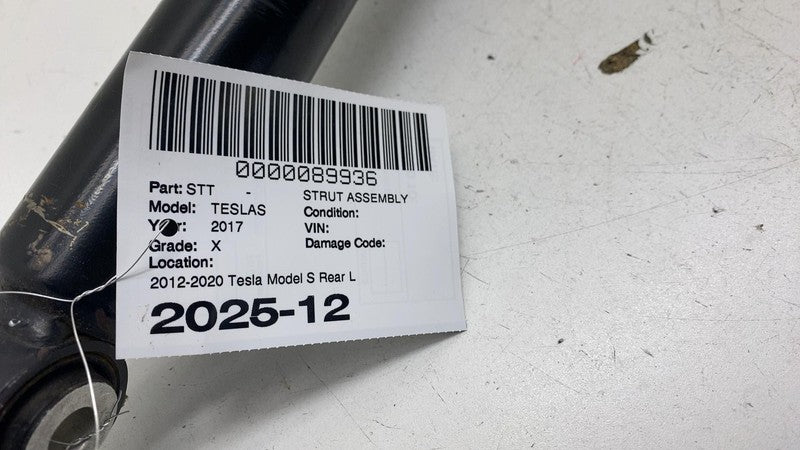 0000089936
Part: STT - STRUT ASSEMBLY
Model: TESLAS Condition:
Year: 2017 VIN:
Grade: X Damage Code:
Location:
2012-2020 Tesla Model S Rear L
2025-12